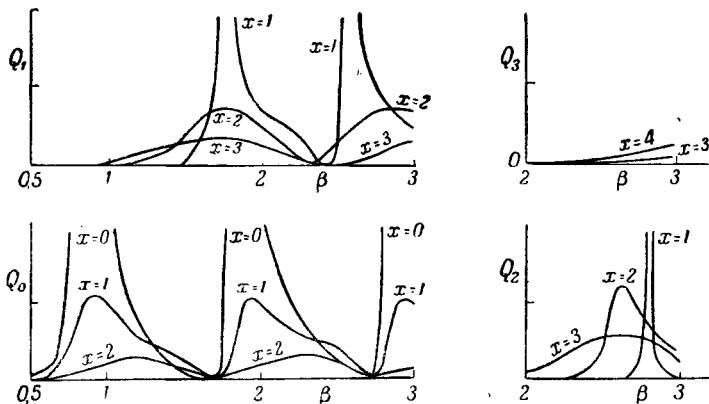 Q₁
x=1
x=1
x=2
x=2
x=3
x=3
0,5
1
2
β
3
Q₃
x=4
x=3
0
2
β
3
Q₀
x=0
x=0
x=0
x=1
x=1
x=1
x=2
x=2
0,5
1
2
β
3
Q₂
x=1
x=2
x=3
2
β
3